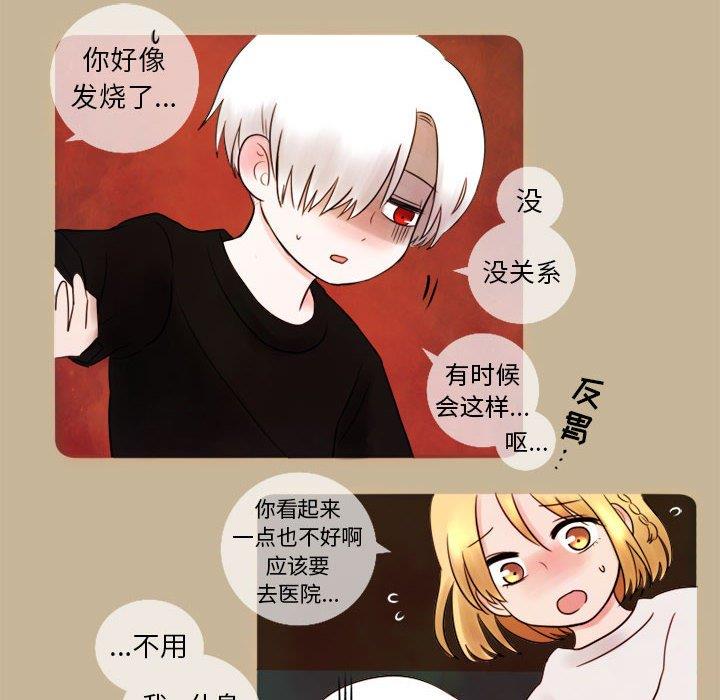 你好像
发烧了...
没
没关系
有时候
会这样...
呕...
反胃...
你看起来
一点也不好啊
应该要
去医院...
...不用